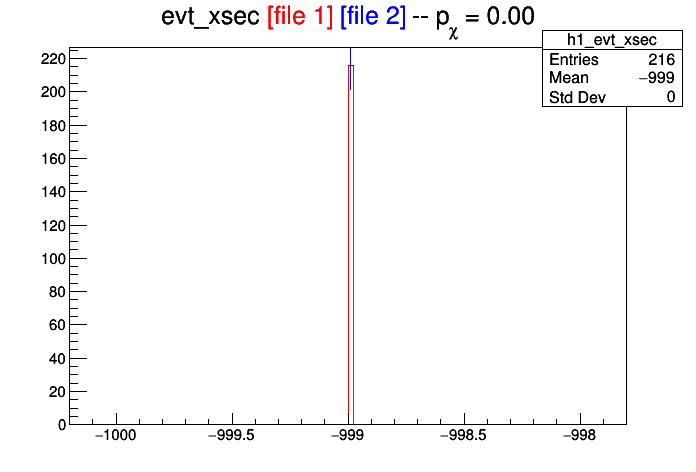 evt_xsec [file 1] [file 2] -- pχ = 0.00
h1_evt_xsec
Entries 216
Mean −999
Std Dev 0
220
200
180
160
140
120
100
80
60
40
20
0
−1000 −999.5 −999 −998.5 −998